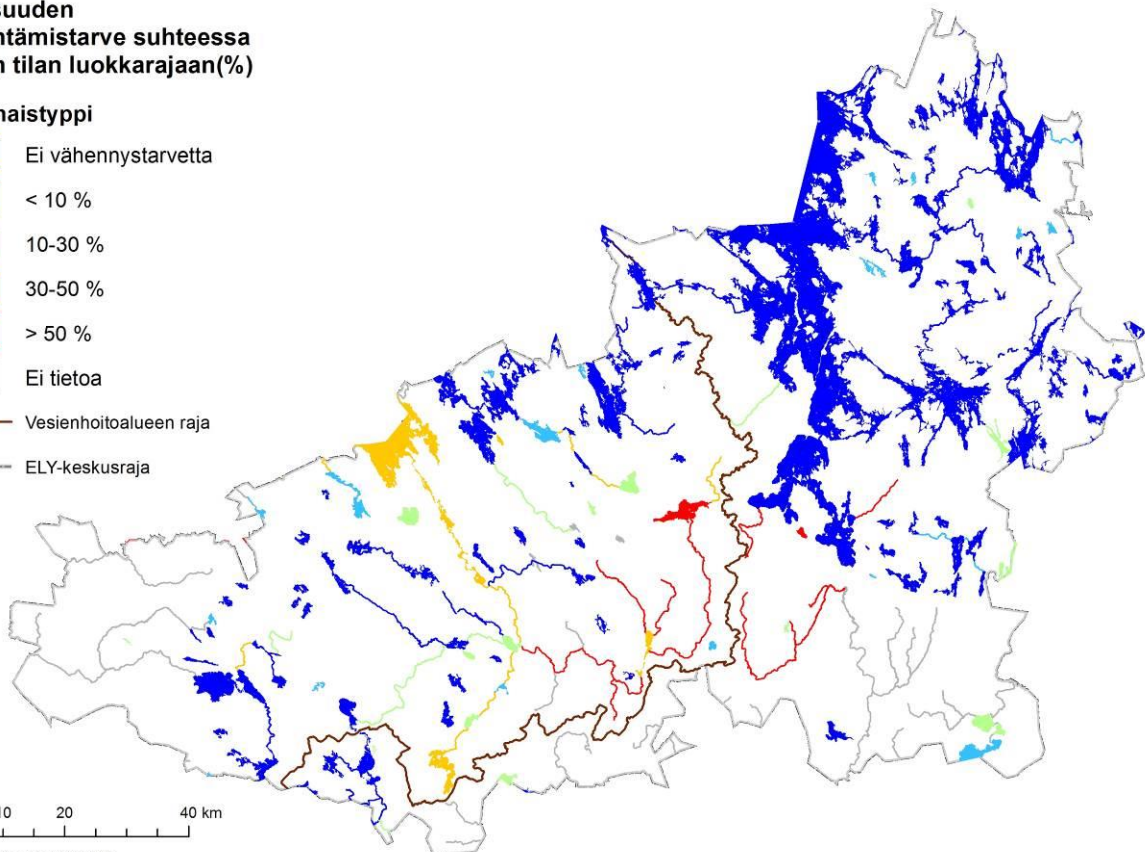 suuden
ntämistarve suhteessa
n tilan luokkarajaan(%)
naistyppi
Ei vähennystarvetta
< 10 %
10-30 %
30-50 %
> 50 %
Ei tietoa
Vesienhoitoalueen raja
ELY-keskusraja
10 20 40 km